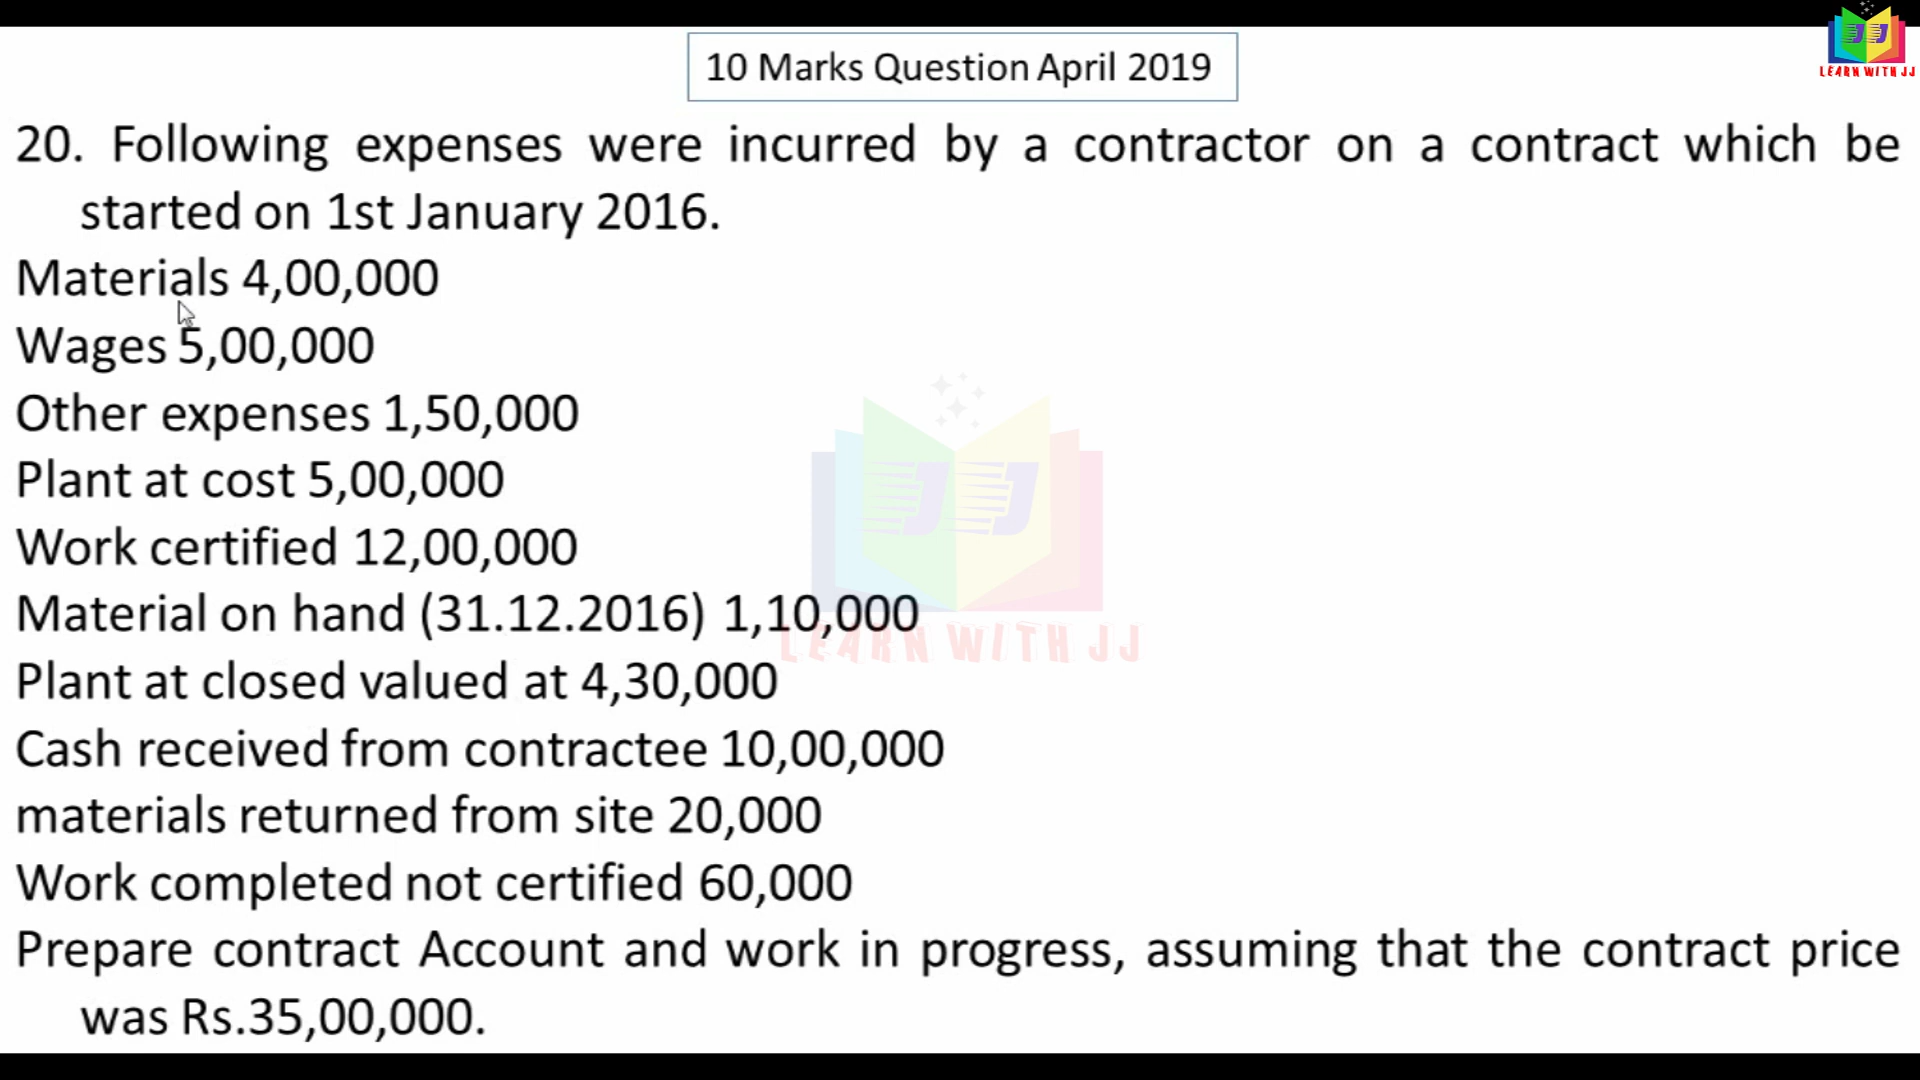 10 Marks Question April 2019
JJ
LEARN WITH JJ
20. Following expenses were incurred by a contractor on a contract which be
started on 1st January 2016.
Materials 4,00,000
Wages 5,00,000
Other expenses 1,50,000
Plant at cost 5,00,000
Work certified 12,00,000
Material on hand (31.12.2016) 1,10,000
JJ
LEARN WITH JJ
Plant at closed valued at 4,30,000
Cash received from contractee 10,00,000
materials returned from site 20,000
Work completed not certified 60,000
Prepare contract Account and work in progress, assuming that the contract price
was Rs.35,00,000.